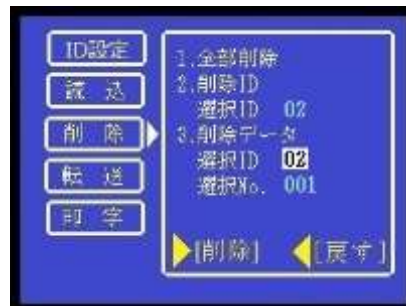 ID設定
読 込
削 除
転 送
印 字
1.全部削除
2.削除ID
選択ID 02
3.削除データ
選択ID 02
選択No. 001
[削除] [戻す]